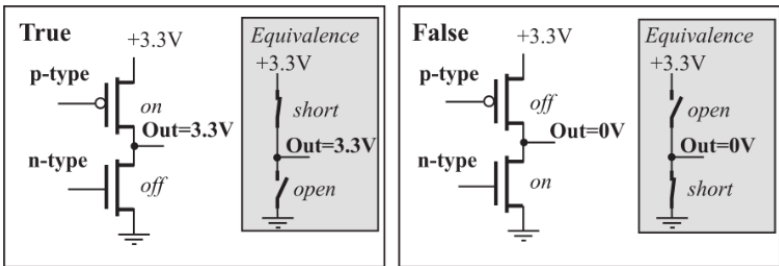 True
+3.3V
p-type
on
Out=3.3V
n-type
off
Equivalence
+3.3V
short
Out=3.3V
open
False
+3.3V
p-type
off
Out=0V
n-type
on
Equivalence
+3.3V
open
Out=0V
short